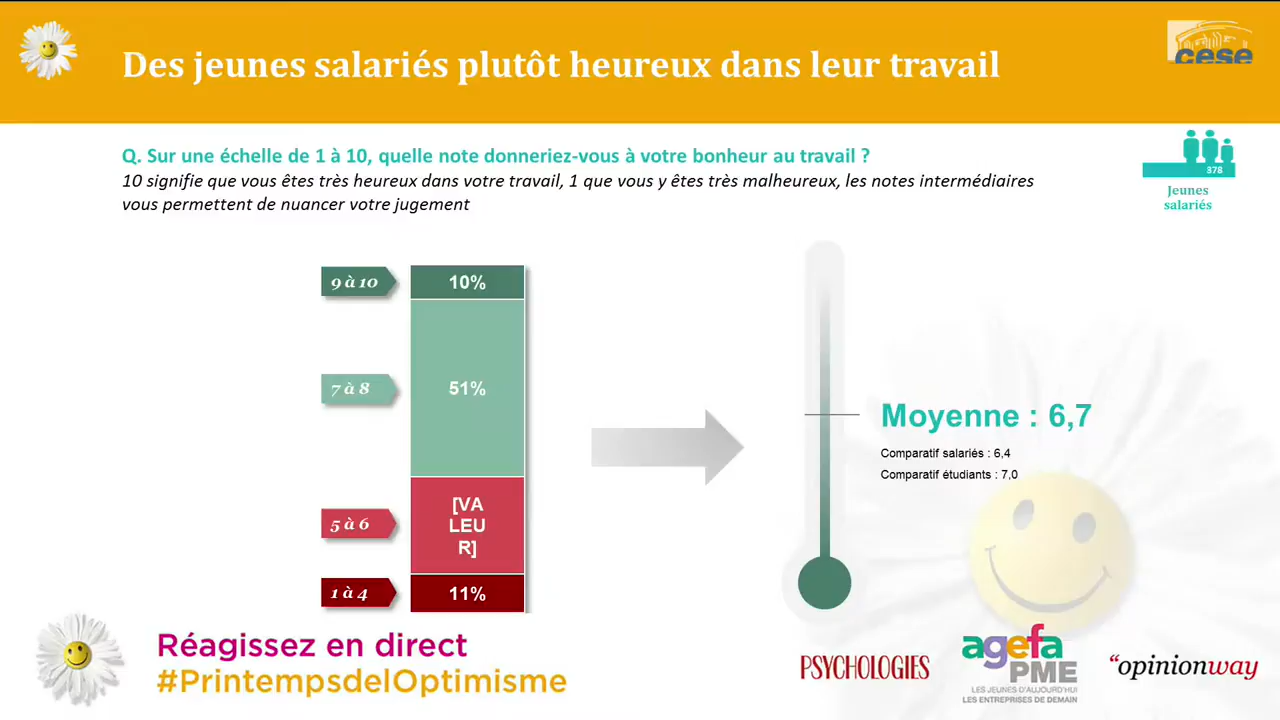 Des jeunes salariés plutôt heureux dans leur travail
cese
Q. Sur une échelle de 1 à 10, quelle note donneriez-vous à votre bonheur au travail ?
10 signifie que vous êtes très heureux dans votre travail, 1 que vous y êtes très malheureux, les notes intermédiaires
vous permettent de nuancer votre jugement
378
Jeunes
salariés
9 à 10
10%
7 à 8
51%
5 à 6
[VA
LEU
R]
1 à 4
11%
Moyenne : 6,7
Comparatif salariés : 6,4
Comparatif étudiants : 7,0
Réagissez en direct
#PrintempsdelOptimisme
PSYCHOLOGIES
agefa
PME
LES JEUNES D'AUJOURD'HUI
LES ENTREPRISES DE DEMAIN
“opinionway